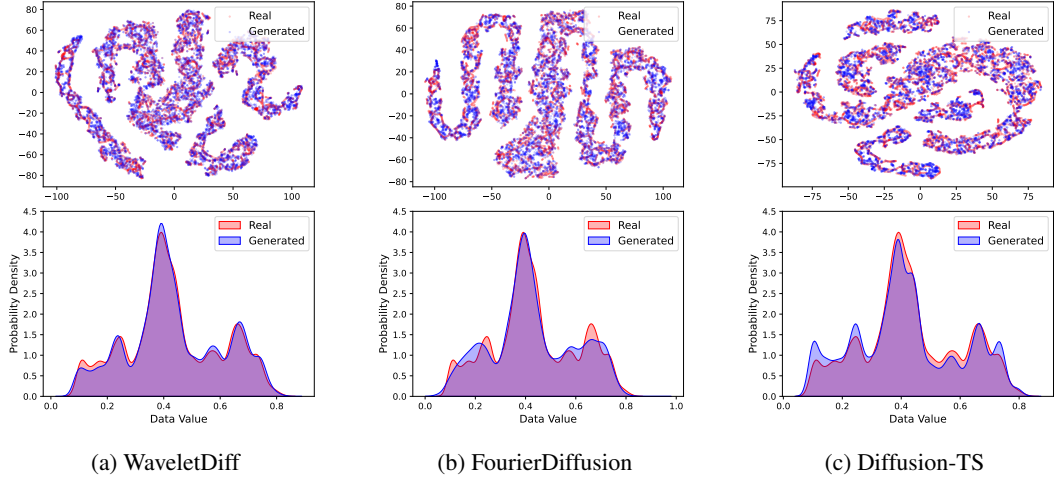 80
60
40
20
0
−20
−40
−60
−80
−100 −50 0 50 100
Real
Generated
80
60
40
20
0
−20
−40
−60
−80
−100 −50 0 50 100
Real
Generated
75
50
25
0
−25
−50
−75
−75 −50 −25 0 25 50 75
Real
Generated
4.5
4.0
3.5
3.0
2.5
2.0
1.5
1.0
0.5
0.0
Probability Density
0.0 0.2 0.4 0.6 0.8
Data Value
Real
Generated
4.5
4.0
3.5
3.0
2.5
2.0
1.5
1.0
0.5
0.0
Probability Density
0.0 0.2 0.4 0.6 0.8 1.0
Data Value
Real
Generated
4.5
4.0
3.5
3.0
2.5
2.0
1.5
1.0
0.5
0.0
Probability Density
0.0 0.2 0.4 0.6 0.8
Data Value
Real
Generated
(a) WaveletDiff
(b) FourierDiffusion
(c) Diffusion-TS